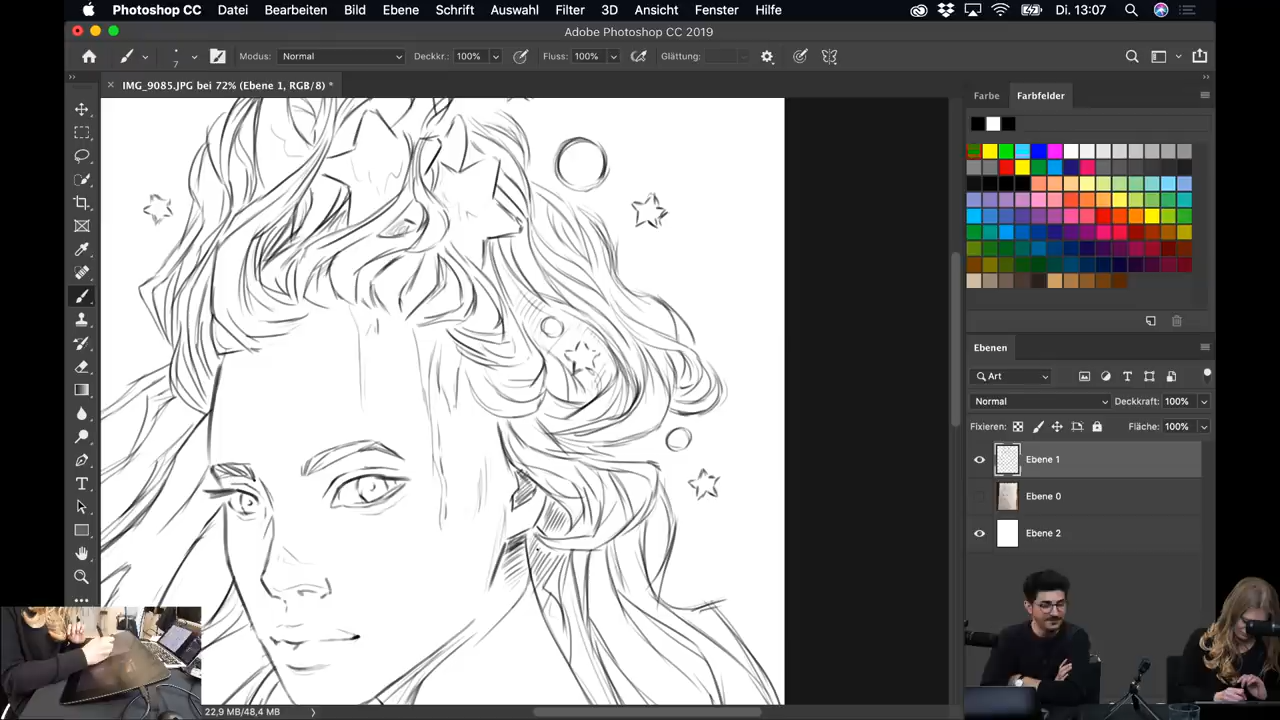 Photoshop CC Datei Bearbeiten Bild Ebene Schrift Auswahl Filter 3D Ansicht Fenster Hilfe Di. 13:07
Adobe Photoshop CC 2019
7 Modus: Normal Deckkr.: 100% Fluss: 100% Glättung:
IMG_9085.JPG bei 72% (Ebene 1, RGB/8) *
Farbe Farbfelder
Ebenen
Art
Normal Deckkraft: 100%
Fixieren: Fläche: 100%
Ebene 1
Ebene 0
Ebene 2
22,9 MB/48,4 MB